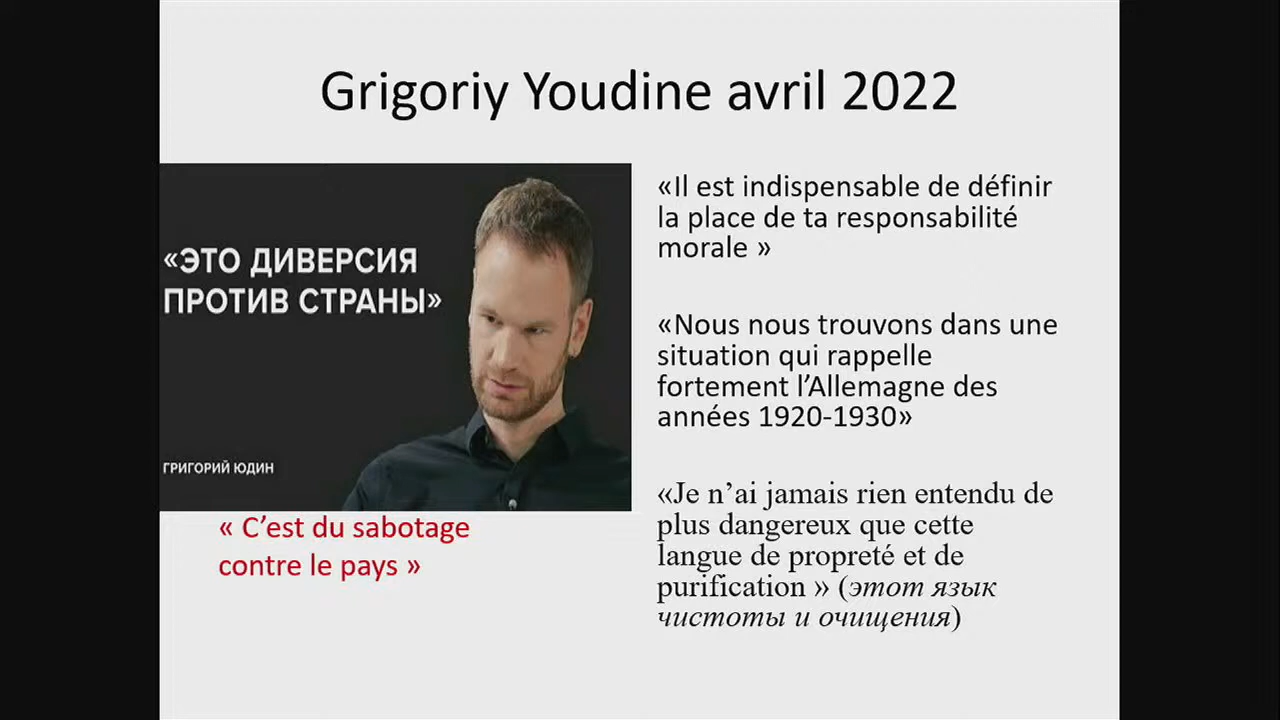 Grigoriy Youdine avril 2022
«ЭТО ДИВЕРСИЯ
ПРОТИВ СТРАНЫ»
ГРИГОРИЙ ЮДИН
« C’est du sabotage
contre le pays »
«Il est indispensable de définir
la place de ta responsabilité
morale »
«Nous nous trouvons dans une
situation qui rappelle
fortement l’Allemagne des
années 1920-1930»
«Je n’ai jamais rien entendu de
plus dangereux que cette
langue de propreté et de
purification » (этот язык
чистоты и очищения)